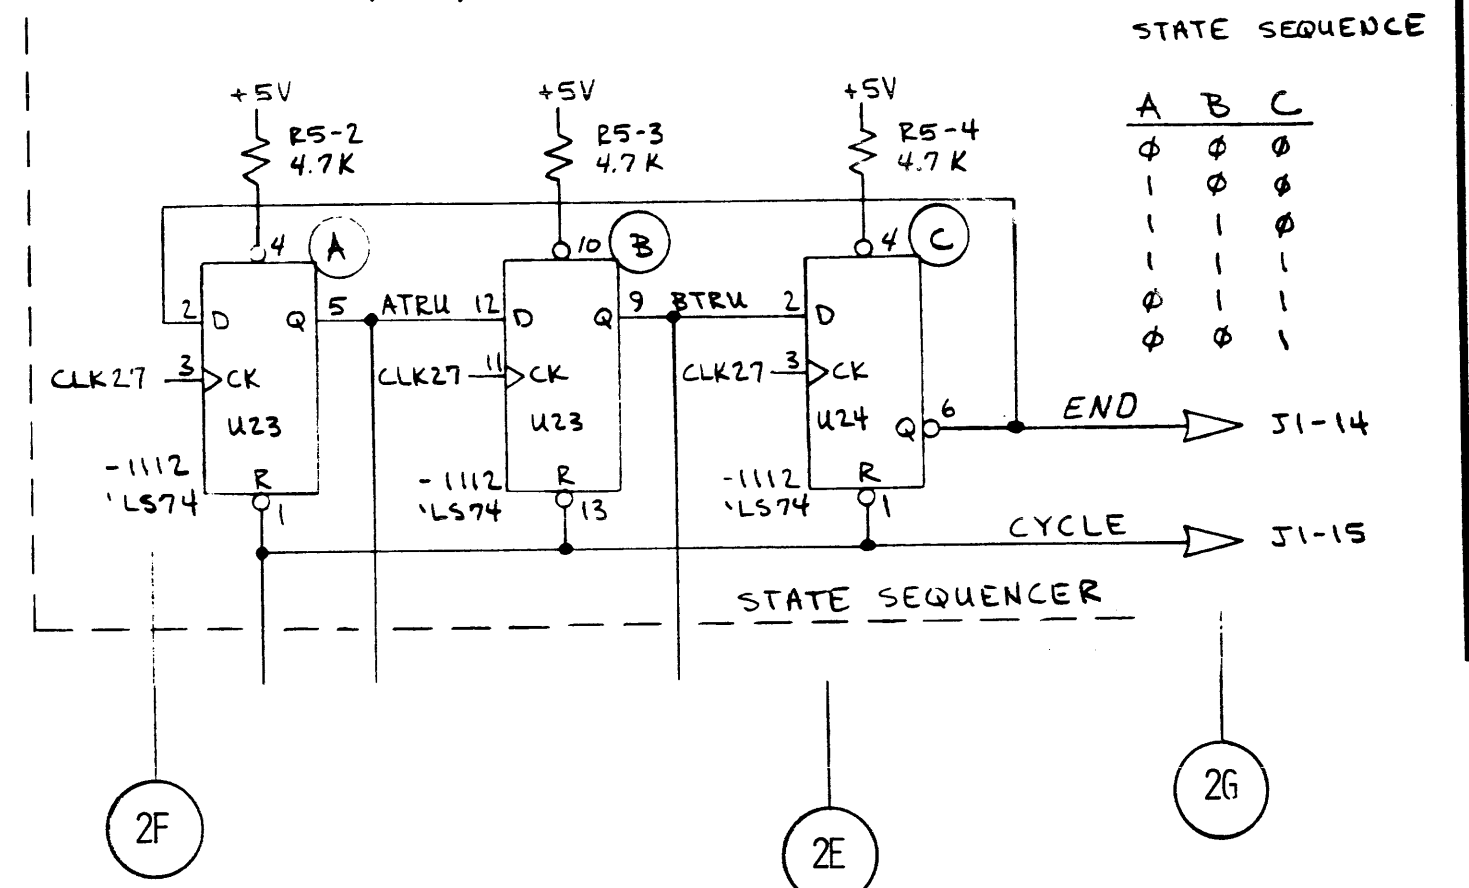 STATE SEQUENCE
+5V
+5V
+5V
R5-2
4.7K
R5-3
4.7K
R5-4
4.7K
A B C
Ø Ø Ø
1 Ø Ø
1 1 Ø
1 1 1
Ø 1 1
Ø Ø 1
4
A
10
B
4
C
2
D
Q
5
ATRU
12
D
Q
9
BTRU
2
D
CLK27
3
CK
CLK27
11
CK
CLK27
3
CK
U23
U23
U24
Q
6
END
J1-14
-1112
'LS74
R
1
-1112
'LS74
R
13
-1112
'LS74
R
1
CYCLE
J1-15
STATE SEQUENCER
2F
2E
2G